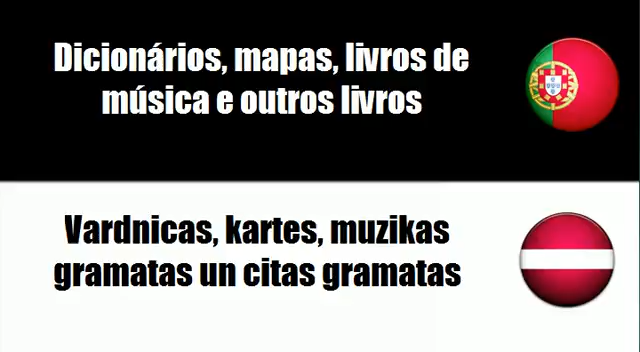 Dicionários, mapas, livros de
música e outros livros
Vardnicas, kartes, muzikas
gramatas un citas gramatas